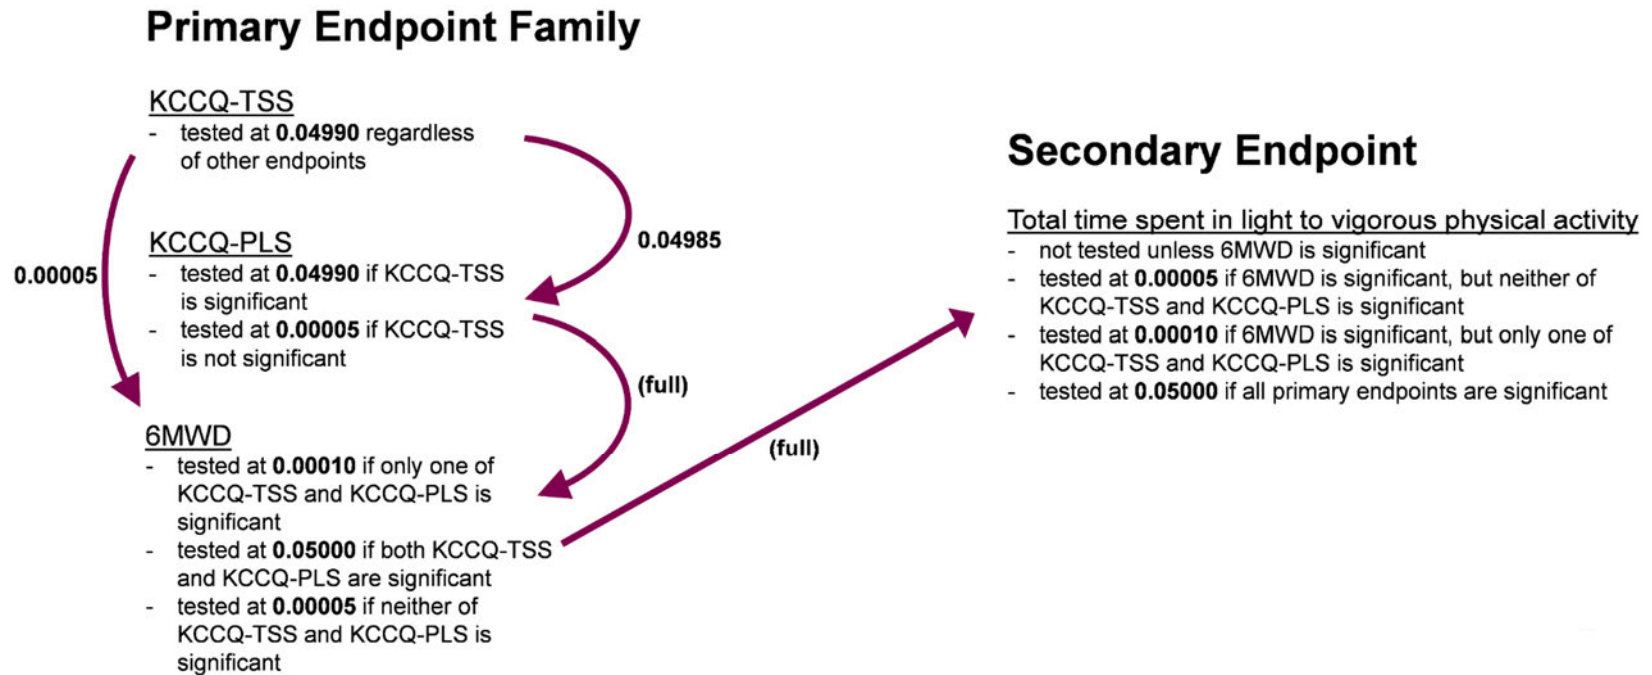 Primary Endpoint Family
KCCQ-TSS
- tested at 0.04990 regardless
of other endpoints
0.04985
KCCQ-PLS
- tested at 0.04990 if KCCQ-TSS
is significant
- tested at 0.00005 if KCCQ-TSS
is not significant
0.00005
(full)
6MWD
- tested at 0.00010 if only one of
KCCQ-TSS and KCCQ-PLS is
significant
- tested at 0.05000 if both KCCQ-TSS
and KCCQ-PLS are significant
- tested at 0.00005 if neither of
KCCQ-TSS and KCCQ-PLS is
significant
(full)
Secondary Endpoint
Total time spent in light to vigorous physical activity
- not tested unless 6MWD is significant
- tested at 0.00005 if 6MWD is significant, but neither of
KCCQ-TSS and KCCQ-PLS is significant
- tested at 0.00010 if 6MWD is significant, but only one of
KCCQ-TSS and KCCQ-PLS is significant
- tested at 0.05000 if all primary endpoints are significant